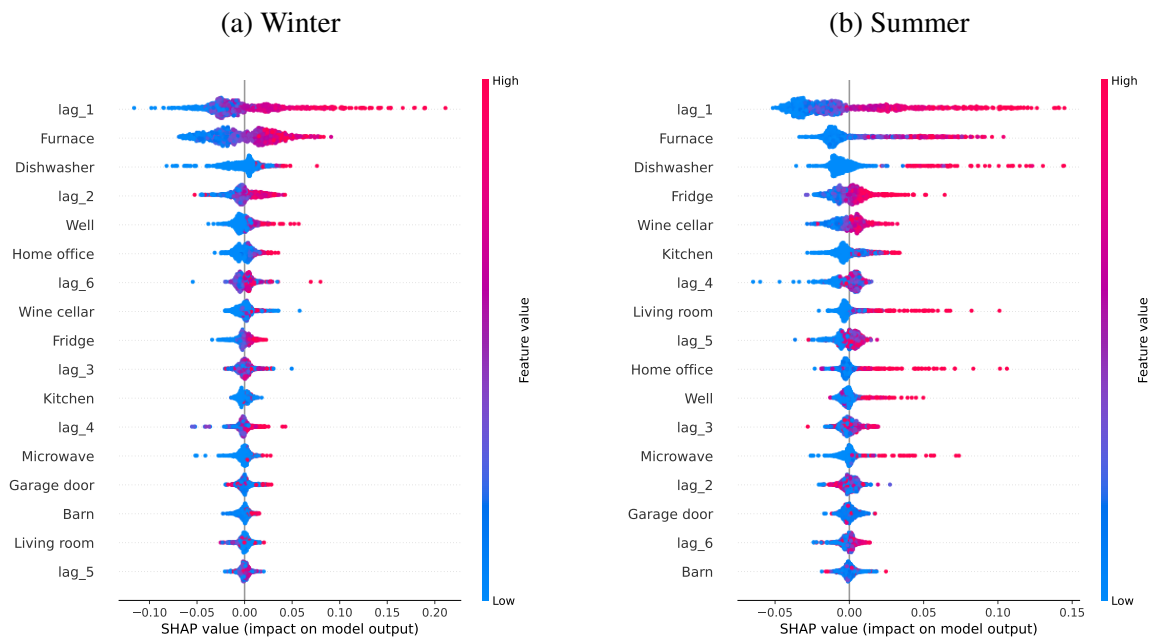 (a) Winter
High
lag_1
Furnace
Dishwasher
lag_2
Well
Home office
lag_6
Wine cellar
Fridge
lag_3
Kitchen
lag_4
Microwave
Garage door
Barn
Living room
lag_5
Low
Feature value
−0.10 −0.05 0.00 0.05 0.10 0.15 0.20
SHAP value (impact on model output)
(b) Summer
High
lag_1
Furnace
Dishwasher
Fridge
Wine cellar
Kitchen
lag_4
Living room
lag_5
Home office
Well
lag_3
Microwave
lag_2
Garage door
lag_6
Barn
Low
Feature value
−0.05 0.00 0.05 0.10 0.15
SHAP value (impact on model output)